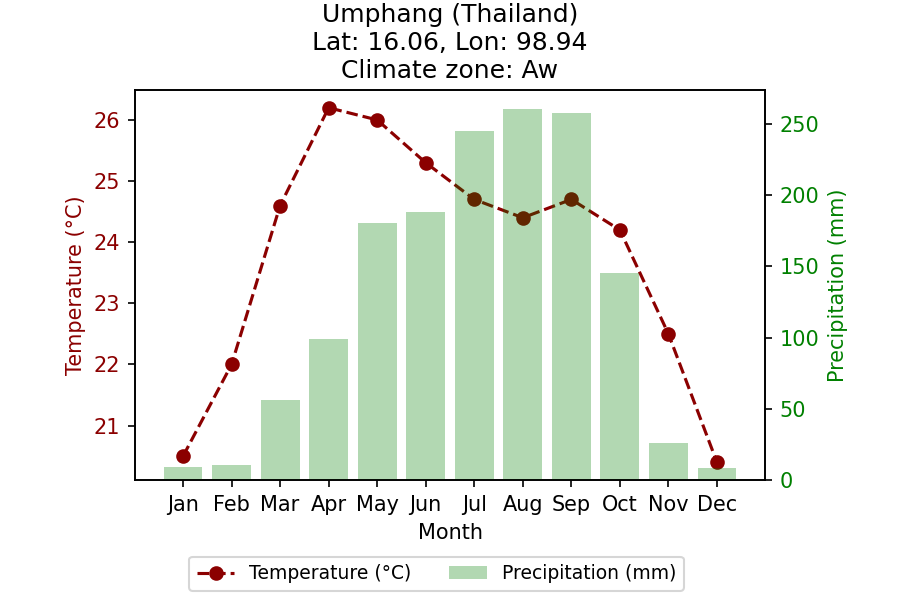 Umphang (Thailand)
Lat: 16.06, Lon: 98.94
Climate zone: Aw
26
25
24
23
22
21
Temperature (°C)
250
200
150
100
50
0
Precipitation (mm)
Jan Feb Mar Apr May Jun Jul Aug Sep Oct Nov Dec
Month
Temperature (°C) Precipitation (mm)